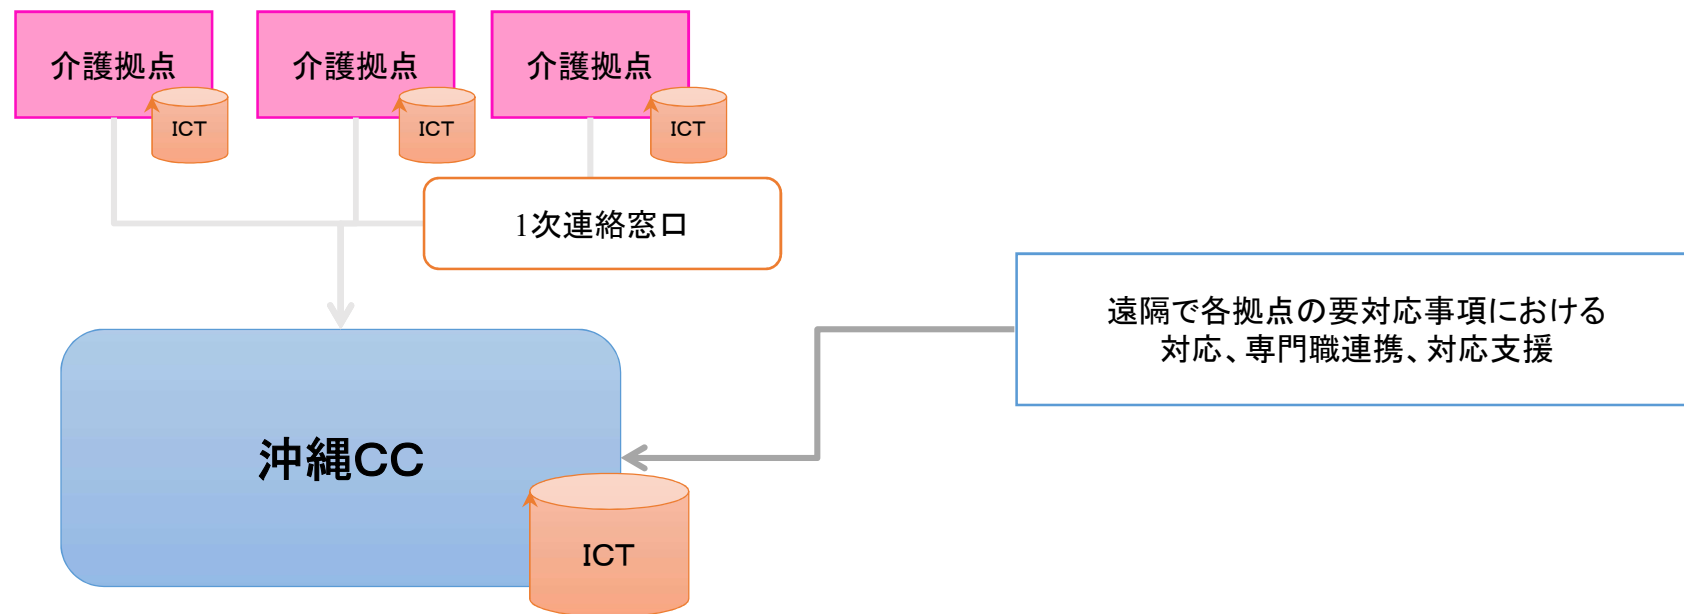 介護拠点
介護拠点
介護拠点
ICT
ICT
ICT
1次連絡窓口
遠隔で各拠点の要対応事項における
対応、専門職連携、対応支援
沖縄CC
ICT